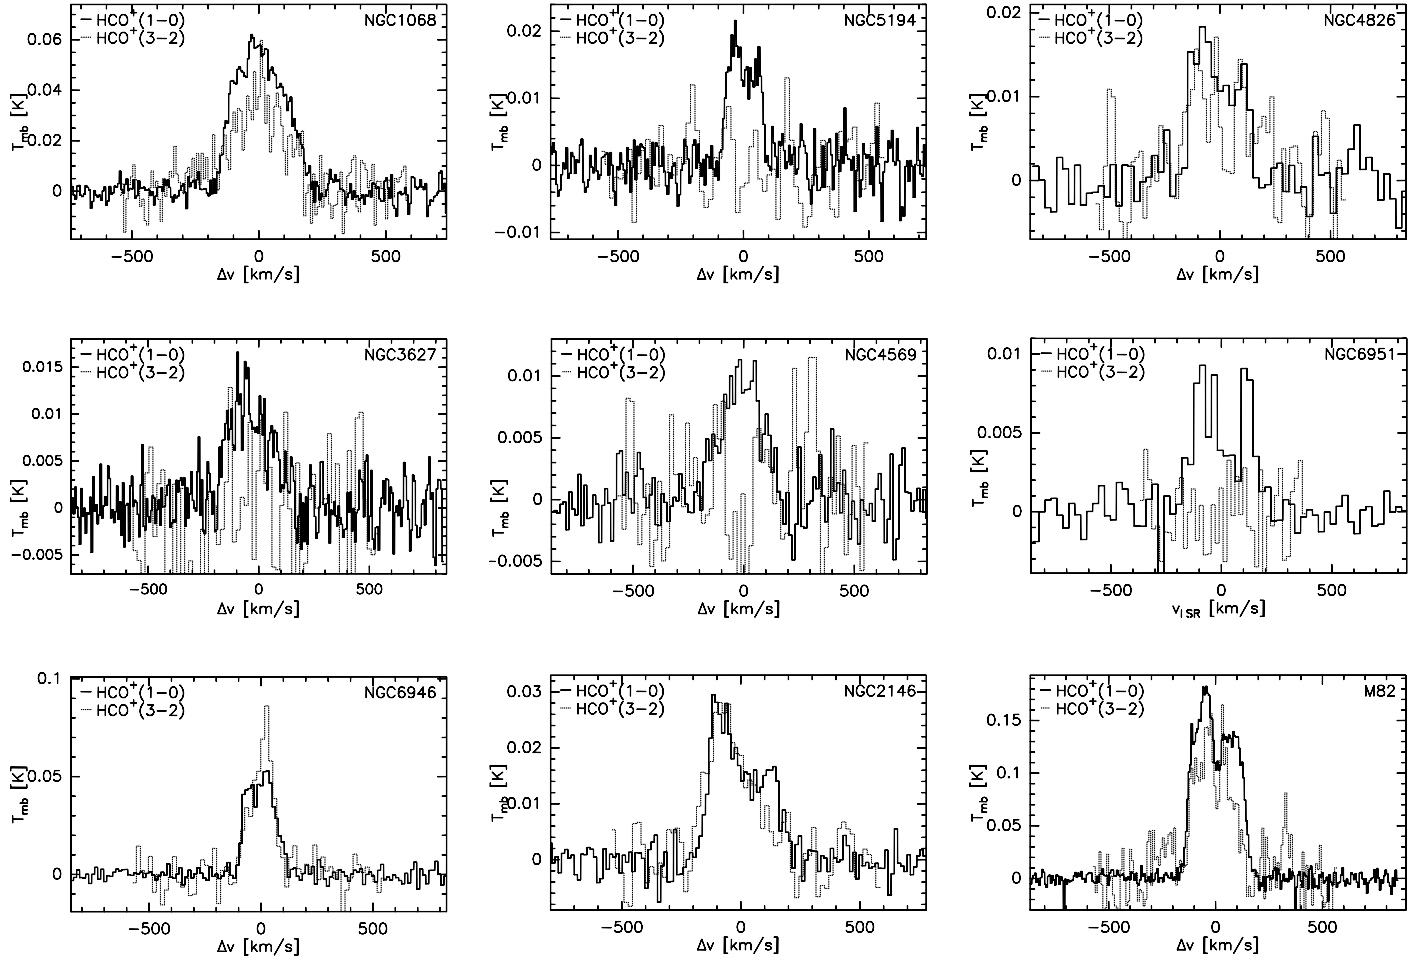 HCO+(1−0) NGC1068
HCO+(3−2)
0.06
0.04
0.02
0
Tmb [K]
−500 0 500
Δv [km/s]
HCO+(1−0) NGC5194
HCO+(3−2)
0.02
0.01
0
−0.01
Tmb [K]
−500 0 500
Δv [km/s]
HCO+(1−0) NGC4826
HCO+(3−2)
0.02
0.01
0
Tmb [K]
−500 0 500
Δv [km/s]
HCO+(1−0) NGC3627
HCO+(3−2)
0.015
0.01
0.005
0
−0.005
Tmb [K]
−500 0 500
Δv [km/s]
HCO+(1−0) NGC4569
HCO+(3−2)
0.01
0.005
0
−0.005
Tmb [K]
−500 0 500
Δv [km/s]
HCO+(1−0) NGC6951
HCO+(3−2)
0.01
0.005
0
Tmb [K]
−500 0 500
vLSR [km/s]
HCO+(1−0) NGC6946
HCO+(3−2)
0.1
0.05
0
Tmb [K]
−500 0 500
Δv [km/s]
HCO+(1−0) NGC2146
HCO+(3−2)
0.03
0.02
0.01
0
Tmb [K]
−500 0 500
Δv [km/s]
HCO+(1−0) M82
HCO+(3−2)
0.15
0.1
0.05
0
Tmb [K]
−500 0 500
Δv [km/s]